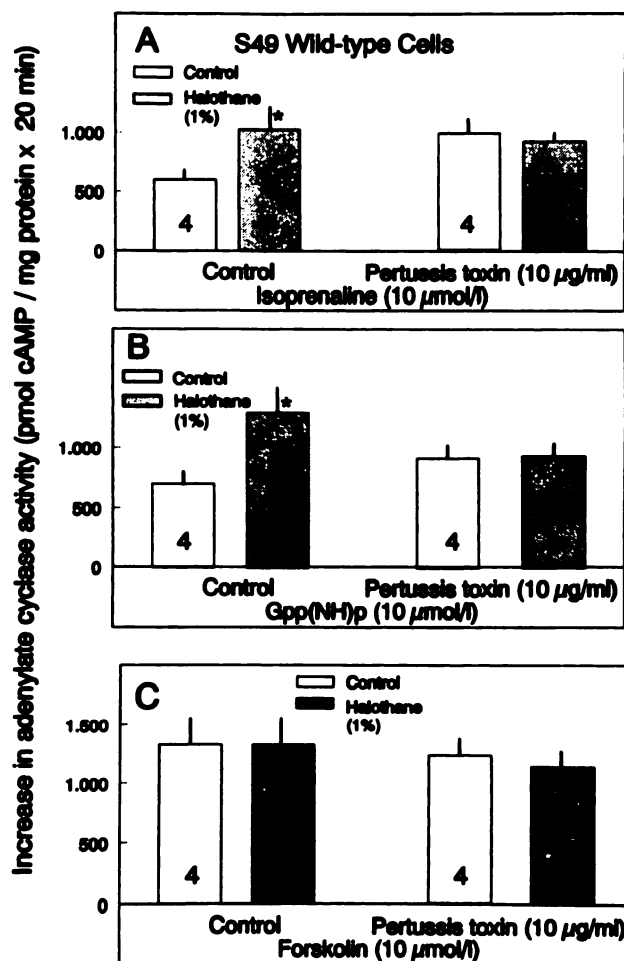 Increase in adenylate cyclase activity (pmol cAMP / mg protein x 20 min)
A
S49 Wild-type Cells
Control
Halothane
(1%)
*
1.000
500
0
4
4
Control
Pertussis toxin (10 µg/ml)
Isoprenaline (10 µmol/l)
B
Control
Halothane
(1%)
*
1.000
500
0
4
4
Control
Pertussis toxin (10 µg/ml)
Gpp(NH)p (10 µmol/l)
C
Control
Halothane
(1%)
1.500
1.000
500
0
4
4
Control
Pertussis toxin (10 µg/ml)
Forskolin (10 µmol/l)